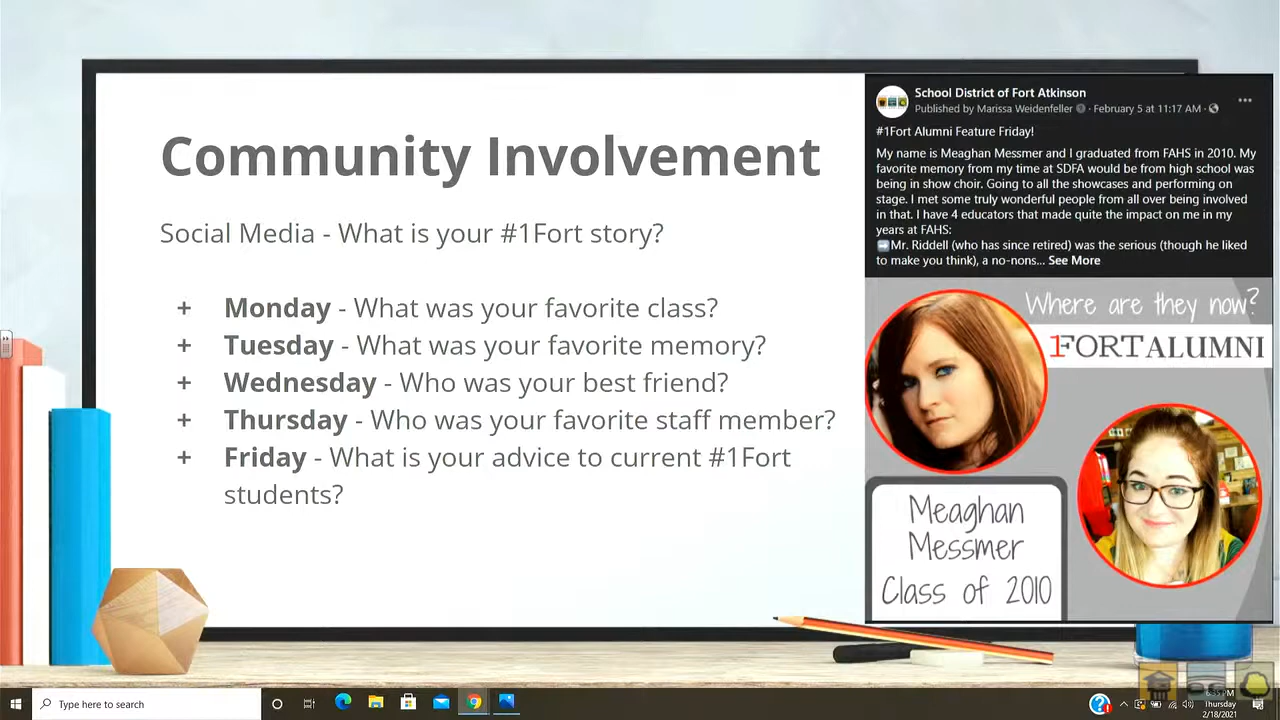 Community Involvement
Social Media - What is your #1Fort story?
+ Monday - What was your favorite class?
+ Tuesday - What was your favorite memory?
+ Wednesday - Who was your best friend?
+ Thursday - Who was your favorite staff member?
+ Friday - What is your advice to current #1Fort
students?
School District of Fort Atkinson
Published by Marissa Weidenfeller · February 5 at 11:17 AM ·
#1Fort Alumni Feature Friday!
My name is Meaghan Messmer and I graduated from FAHS in 2010. My
favorite memory from my time at SDFA would be from high school was
being in show choir. Going to all the showcases and performing on
stage. I met some truly wonderful people from all over being involved
in that. I have 4 educators that made quite the impact on me in my
years at FAHS:
➡️Mr. Riddell (who has since retired) was the serious (though he liked
to make you think), a no-nons... See More
Where are they now?
1FORT ALUMNI
Meaghan
Messmer
Class of 2010
Type here to search
6:35 PM
Thursday
2/18/2021